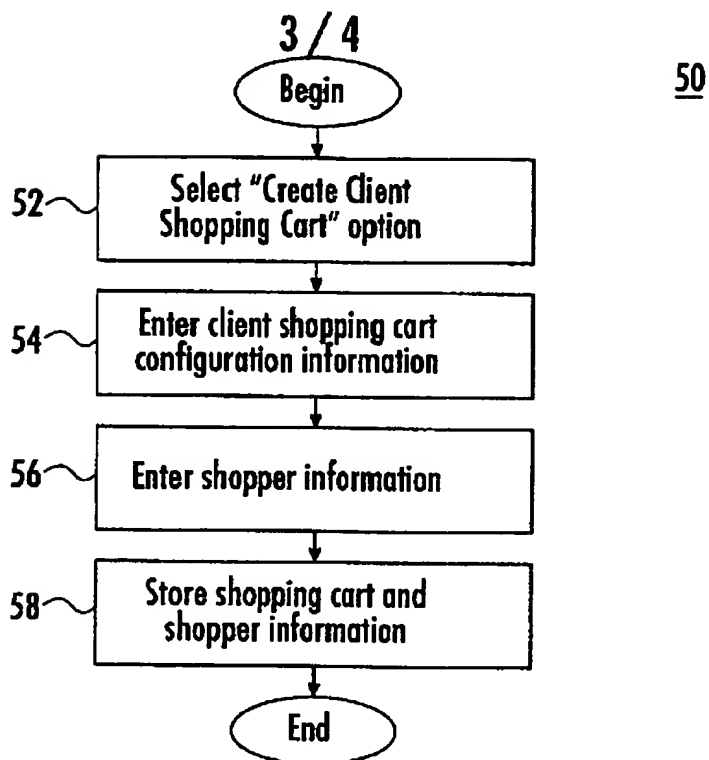 3/4
Begin
50
52
Select "Create Client
Shopping Cart" option
54
Enter client shopping cart
configuration information
56
Enter shopper information
58
Store shopping cart and
shopper information
End